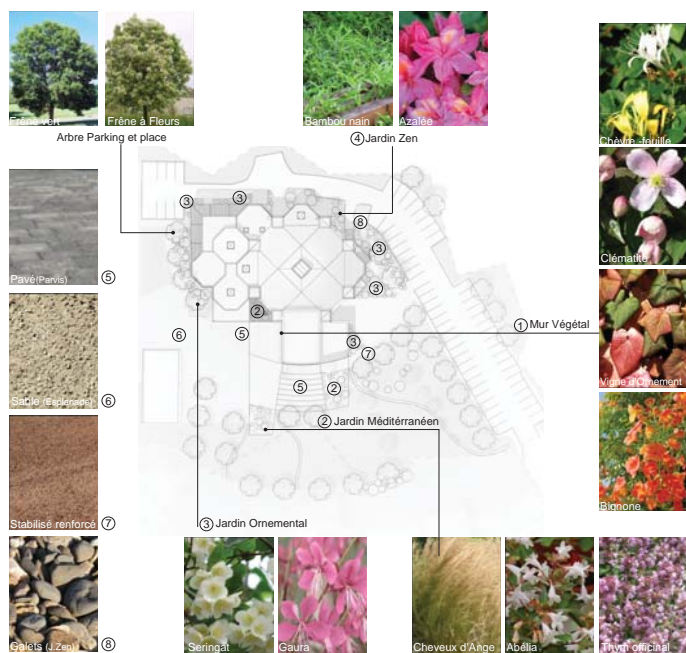 Frêne vert
Frêne à Fleurs
Bambou nain
Azalée
Chèvre -feuille
Arbre Parking et place
④ Jardin Zen
③
③
⑧
③
③
Clématite
Pavé (Parvis)
⑤
②
⑥
⑤
① Mur Végétal
③
⑦
Vigne d'Ornement
Sable (Esplanade)
⑥
⑤
②
② Jardin Méditérranéen
Bignone
Stabilisé renforcé
⑦
③ Jardin Ornemental
Galets (J.Zen)
⑧
Seringat
Gaura
Cheveux d'Ange
Abélia
Thym officinal